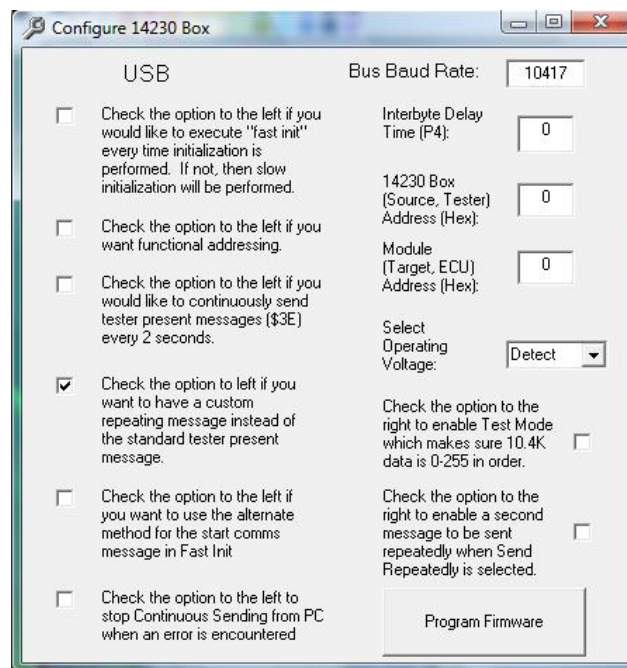 Configure 14230 Box
USB
Check the option to the left if you
would like to execute "fast init"
every time initialization is
performed. If not, then slow
initialization will be performed.
Check the option to the left if you
want functional addressing.
Check the option to the left if you
would like to continuously send
tester present messages ($3E)
every 2 seconds.
Check the option to left if you
want to have a custom
repeating message instead of
the standard tester present
message.
Check the option to the left if
you want to use the alternate
method for the start comms
message in Fast Init
Check the option to the left to
stop Continuous Sending from PC
when an error is encountered
Bus Baud Rate: 10417
Interbyte Delay
Time (P4):
0
14230 Box
(Source, Tester)
Address (Hex):
0
Module
(Target, ECU)
Address (Hex):
0
Select
Operating
Voltage:
Detect
Check the option to the
right to enable Test Mode
which makes sure 10.4K
data is 0-255 in order.
Check the option to the
right to enable a second
message to be sent
repeatedly when Send
Repeatedly is selected.
Program Firmware